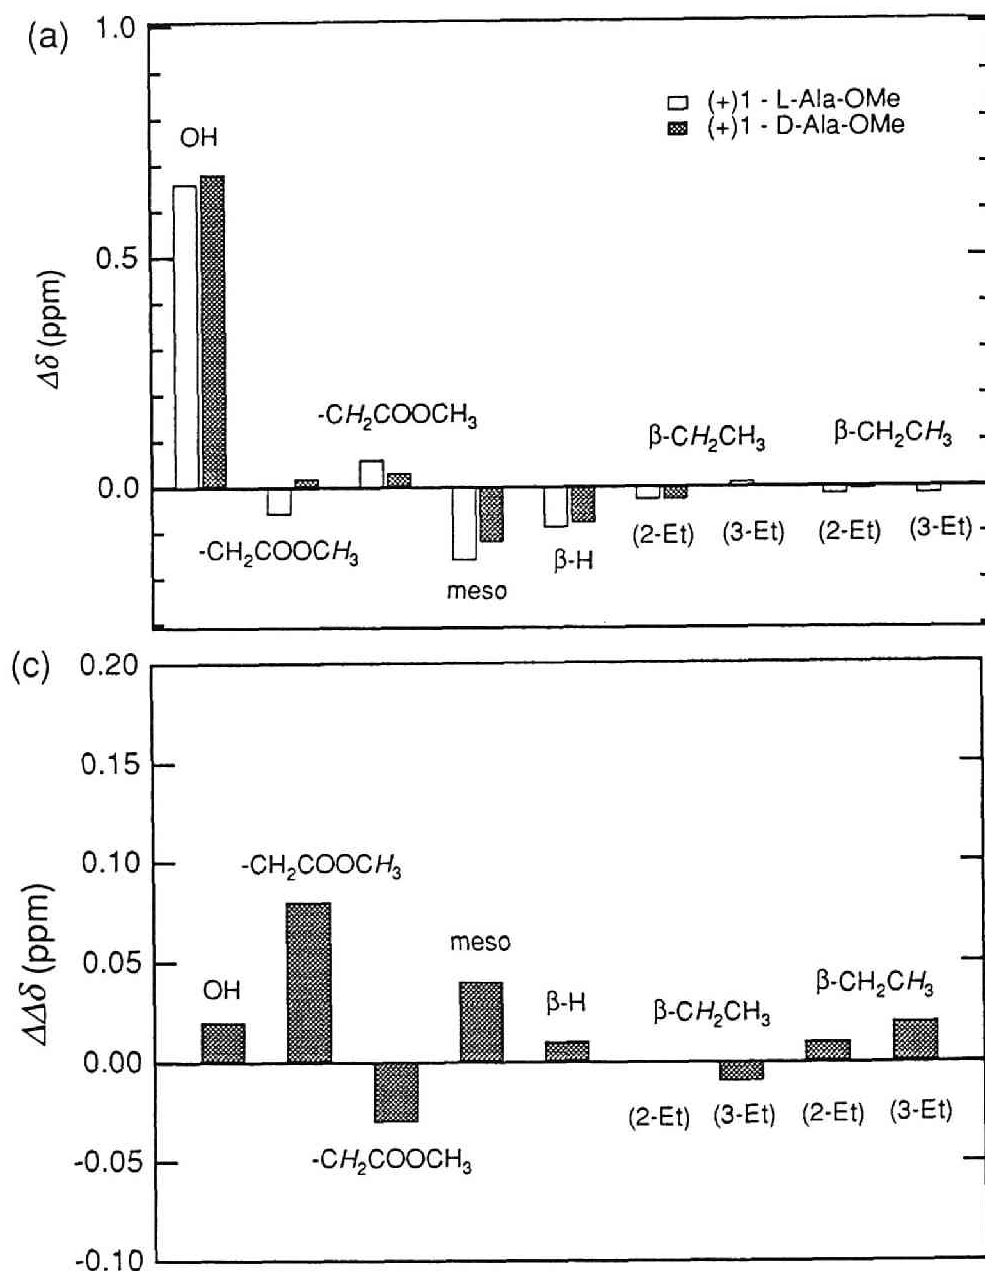 (a)
1.0
(+)1 - L-Ala-OMe
(+)1 - D-Ala-OMe
OH
0.5
Δδ (ppm)
-CH₂COOCH₃
β-CH₂CH₃
β-CH₂CH₃
0.0
-CH₂COOCH₃
meso
β-H
(2-Et)
(3-Et)
(2-Et)
(3-Et)
(c)
0.20
0.15
0.10
-CH₂COOCH₃
meso
0.05
OH
β-H
β-CH₂CH₃
β-CH₂CH₃
ΔΔδ (ppm)
0.00
(2-Et)
(3-Et)
(2-Et)
(3-Et)
-CH₂COOCH₃
-0.05
-0.10